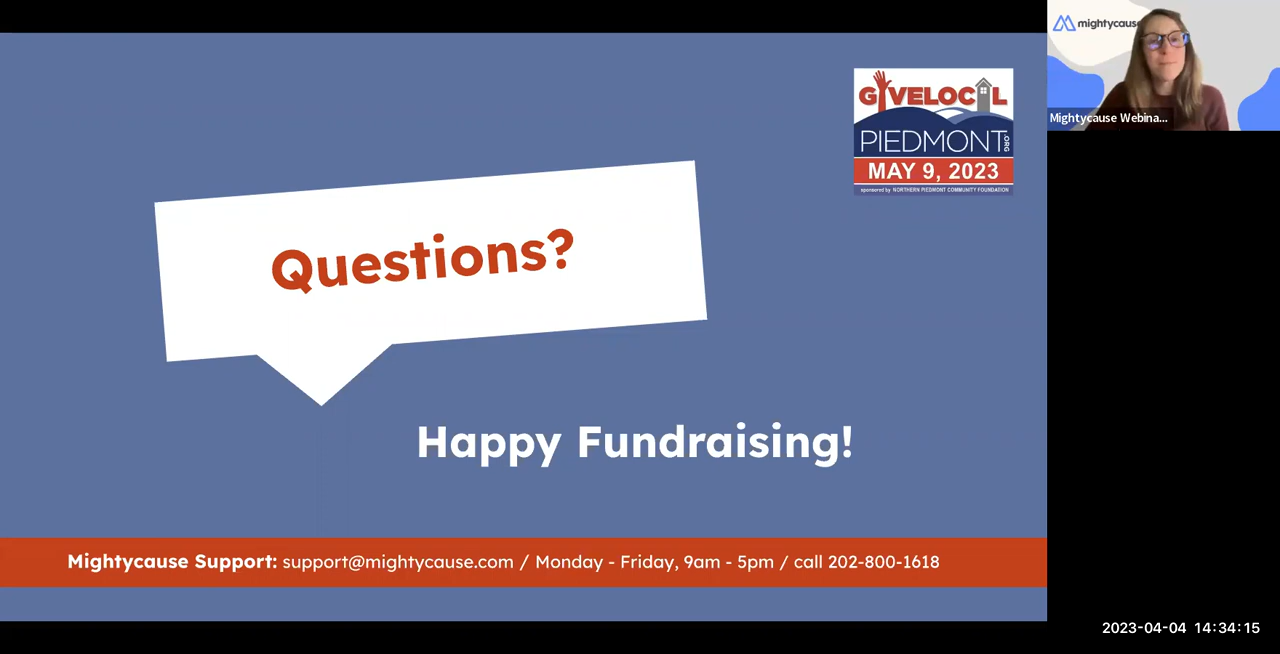 mightycause
Mightycause Webina...
GIVELOCAL
PIEDMONT.ORG
MAY 9, 2023
sponsored by NORTHERN PIEDMONT COMMUNITY FOUNDATION
Questions?
Happy Fundraising!
Mightycause Support: support@mightycause.com / Monday - Friday, 9am - 5pm / call 202-800-1618
2023-04-04 14:34:15